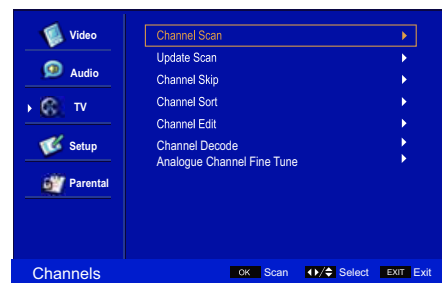 Video
Audio
TV
Setup
Parental
Channel Scan
Update Scan
Channel Skip
Channel Sort
Channel Edit
Channel Decode
Analogue Channel Fine Tune
Channels
OK Scan Select EXIT Exit